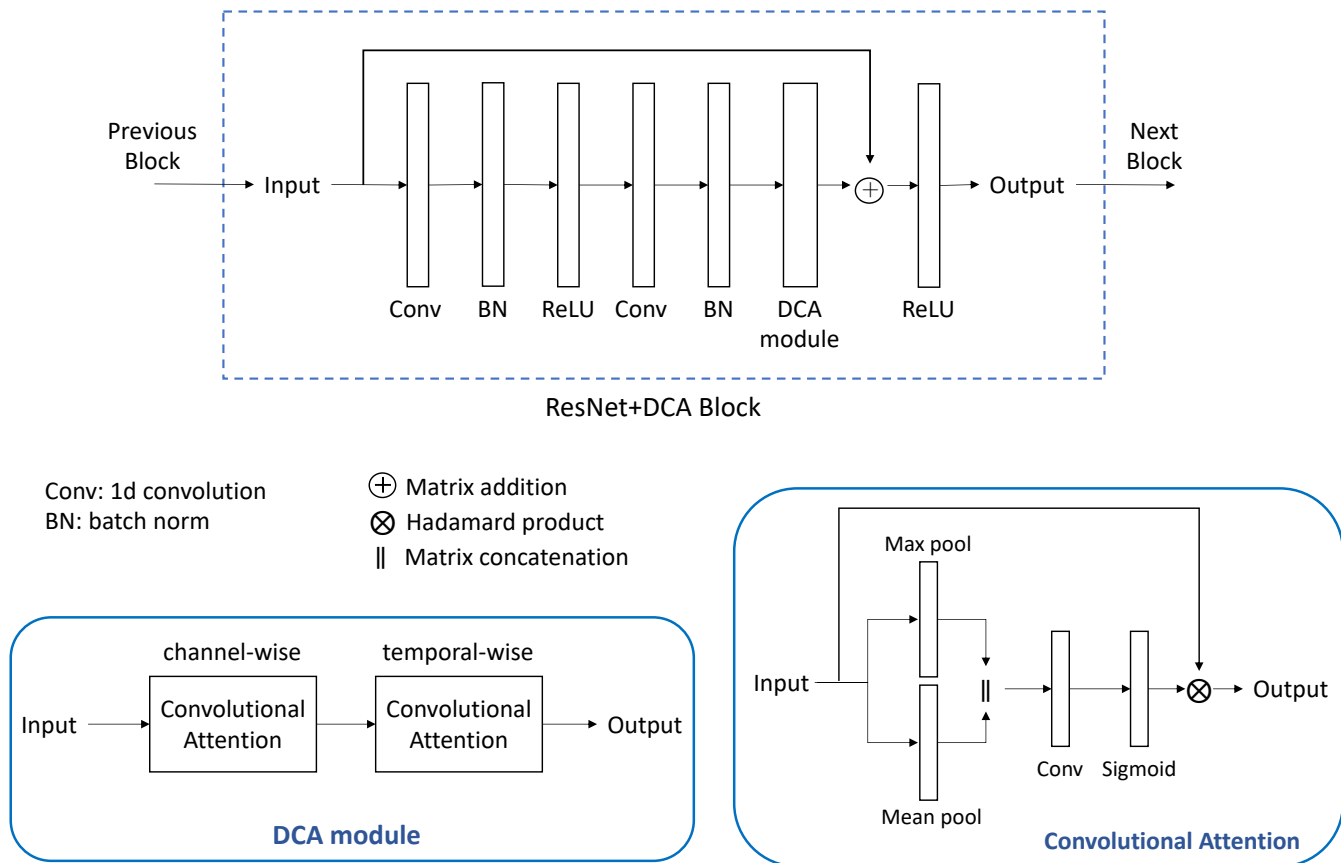 Previous
Block
Input
Output
Next
Block
Conv
BN
ReLU
Conv
BN
DCA
module
ReLU
ResNet+DCA Block
Conv: 1d convolution
BN: batch norm
+ Matrix addition
⊗ Hadamard product
|| Matrix concatenation
channel-wise
temporal-wise
Input
Convolutional
Attention
Convolutional
Attention
Output
DCA module
Max pool
Input
||
Output
Conv
Sigmoid
Mean pool
Convolutional Attention